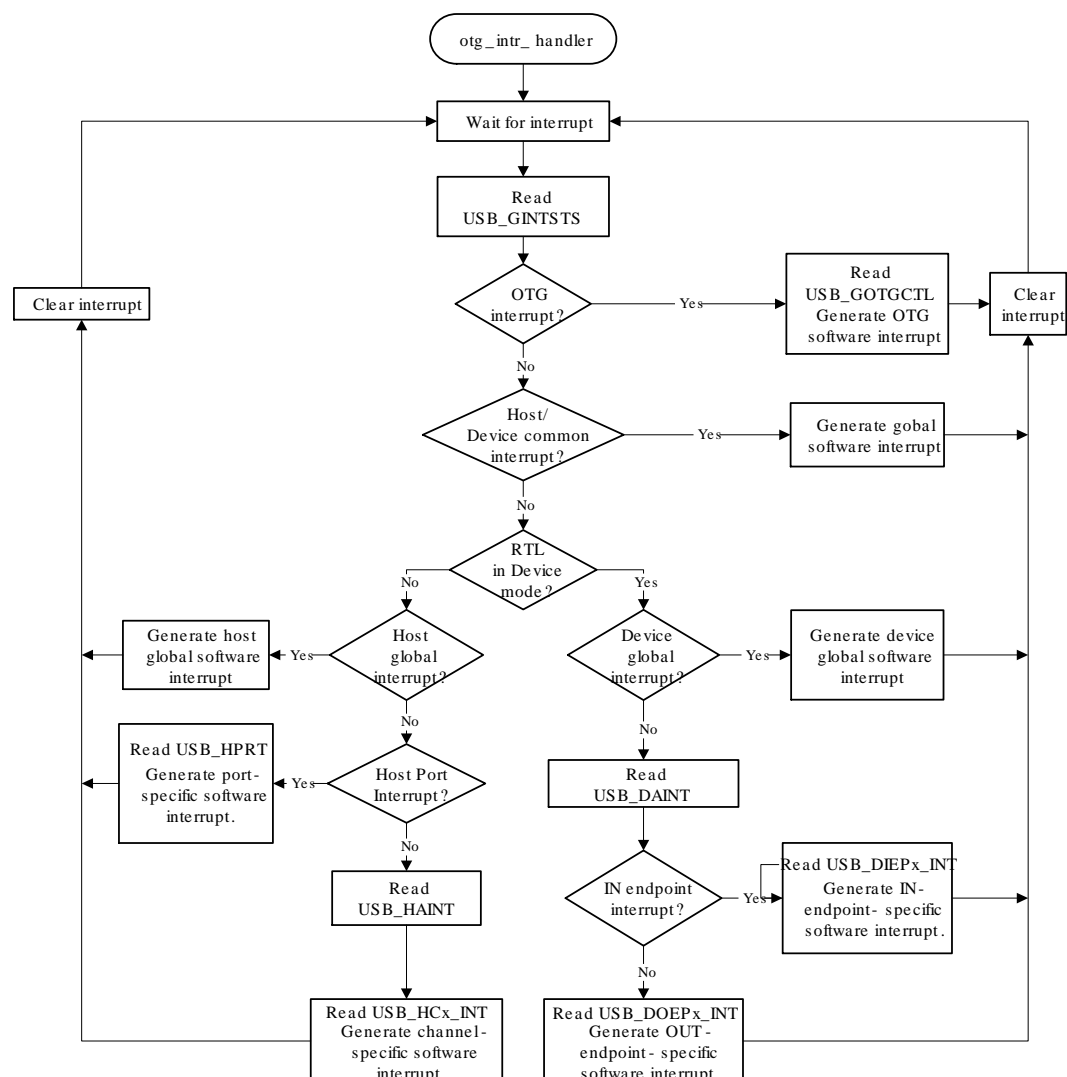 otg_intr_ handler
Wait for interrupt
Read
USB_GINTSTS
OTG
interrupt?
Yes
Read
USB_GOTGCTL
Generate OTG
software interrupt
Clear
interrupt
Clear interrupt
No
Host/
Device common
interrupt?
Yes
Generate gobal
software interrupt
No
RTL
in Device
mode?
No
Yes
Generate host
global software
interrupt
Yes
Host
global
interrupt?
Device
global
interrupt?
Yes
Generate device
global software
interrupt
No
No
Read USB_HPRT
Generate port-
specific software
interrupt.
Yes
Host Port
Interrupt?
Read
USB_DAINT
No
Read
USB_HAINT
IN endpoint
interrupt?
Yes
Read USB_DIEPx_INT
Generate IN-
endpoint- specific
software interrupt.
No
Read USB_HCx_INT
Generate channel-
specific software
interrupt
Read USB_DOEPx_INT
Generate OUT-
endpoint- specific
software interrupt